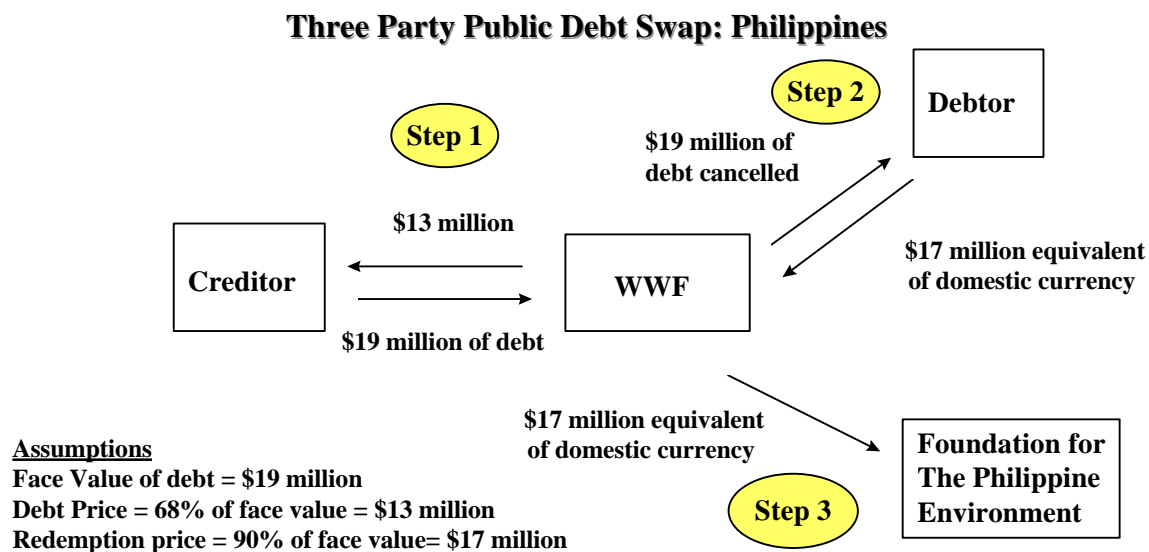 Three Party Public Debt Swap: Philippines
Step 1
Step 2
Debtor
$19 million of
debt cancelled
$13 million
$17 million equivalent
of domestic currency
Creditor
WWF
$19 million of debt
$17 million equivalent
of domestic currency
Step 3
Foundation for
The Philippine
Environment
Assumptions
Face Value of debt = $19 million
Debt Price = 68% of face value = $13 million
Redemption price = 90% of face value= $17 million